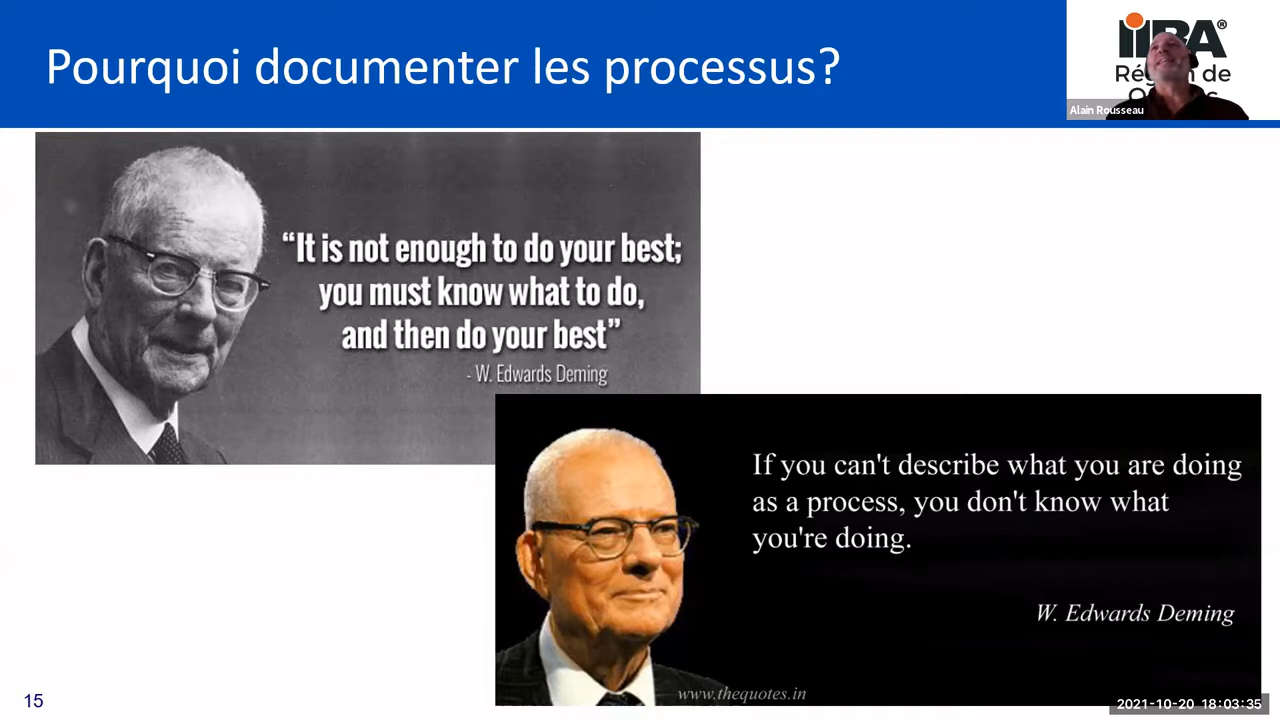 Pourquoi documenter les processus?
Alain Rousseau
“It is not enough to do your best;
you must know what to do,
and then do your best”
- W. Edwards Deming
If you can't describe what you are doing
as a process, you don't know what
you're doing.
W. Edwards Deming
www.thequotes.in
15
2021-10-20 18:03:35